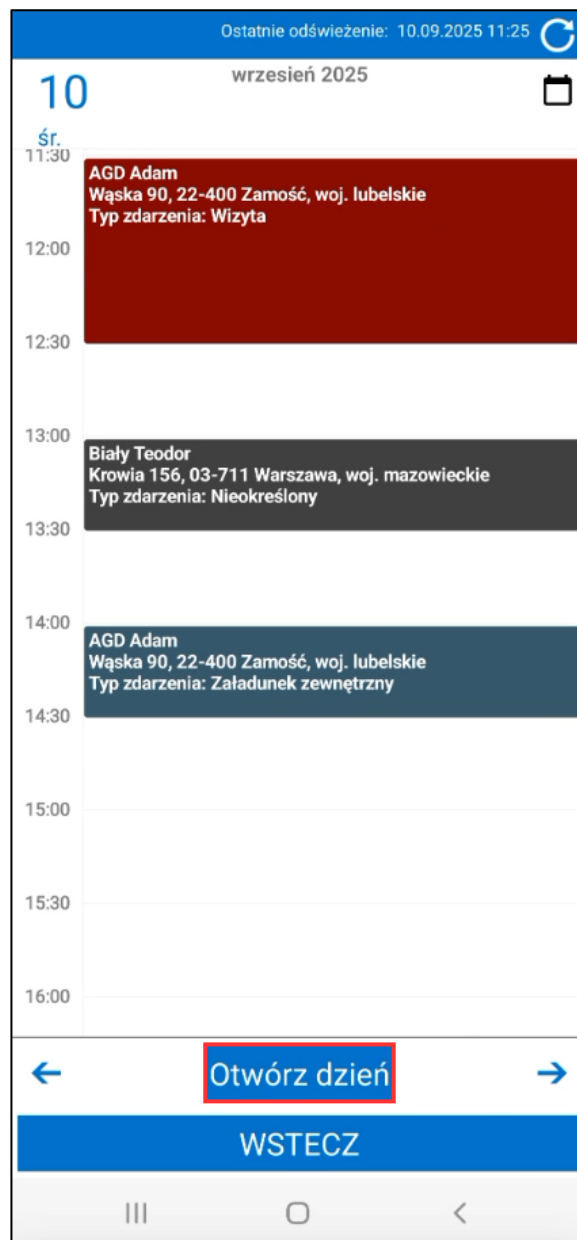 Ostatnie odświeżenie: 10.09.2025 11:25
wrzesień 2025
10
śr.
11:30
AGD Adam
Wąska 90, 22-400 Zamość, woj. lubelskie
Typ zdarzenia: Wizyta
12:00
12:30
13:00
Biały Teodor
Krowia 156, 03-711 Warszawa, woj. mazowieckie
Typ zdarzenia: Nieokreślony
13:30
14:00
AGD Adam
Wąska 90, 22-400 Zamość, woj. lubelskie
Typ zdarzenia: Załadunek zewnętrzny
14:30
15:00
15:30
16:00
Otwórz dzień
WSTECZ